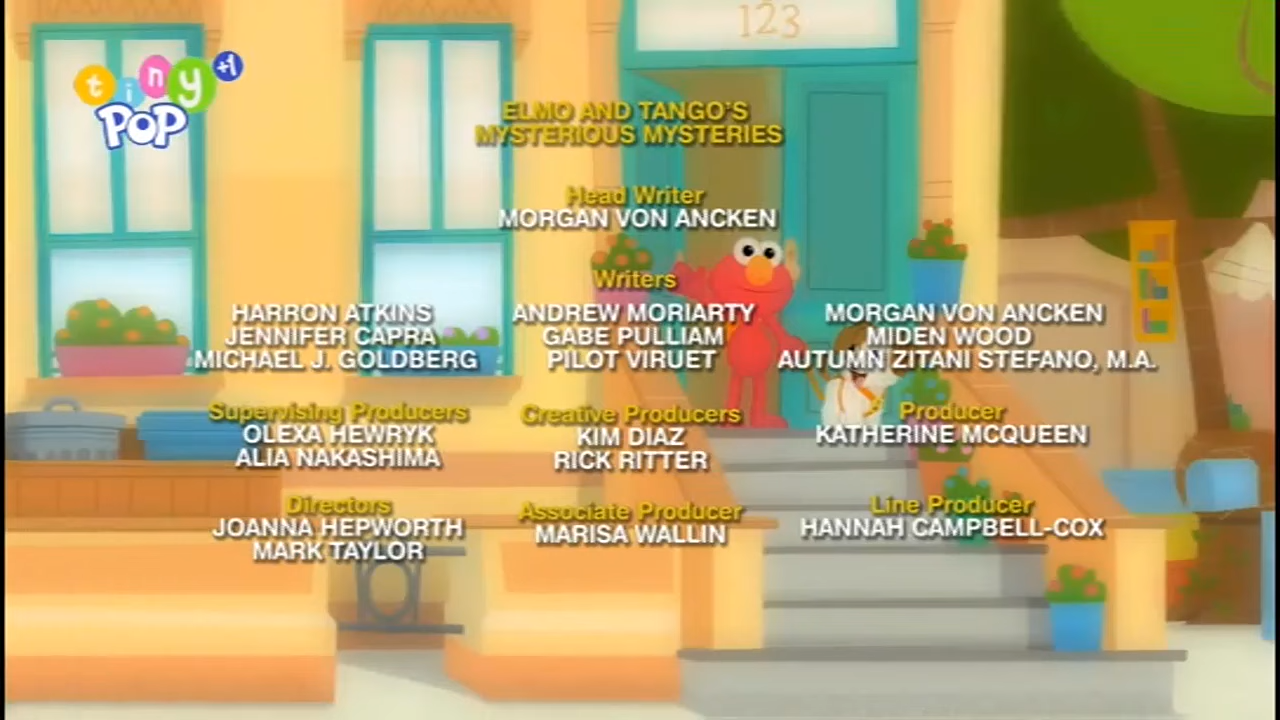 tiny +1
POP
123
ELMO AND TANGO'S
MYSTERIOUS MYSTERIES
Head Writer
MORGAN VON ANCKEN
Writers
HARRON ATKINS
JENNIFER CAPRA
MICHAEL J. GOLDBERG
ANDREW MORIARTY
GABE PULLIAM
PILOT VIRUET
MORGAN VON ANCKEN
MIDEN WOOD
AUTUMN ZITANI STEFANO, M.A.
Supervising Producers
OLEXA HEWRYK
ALIA NAKASHIMA
Creative Producers
KIM DIAZ
RICK RITTER
Producer
KATHERINE MCQUEEN
Directors
JOANNA HEPWORTH
MARK TAYLOR
Associate Producer
MARISA WALLIN
Line Producer
HANNAH CAMPBELL-COX